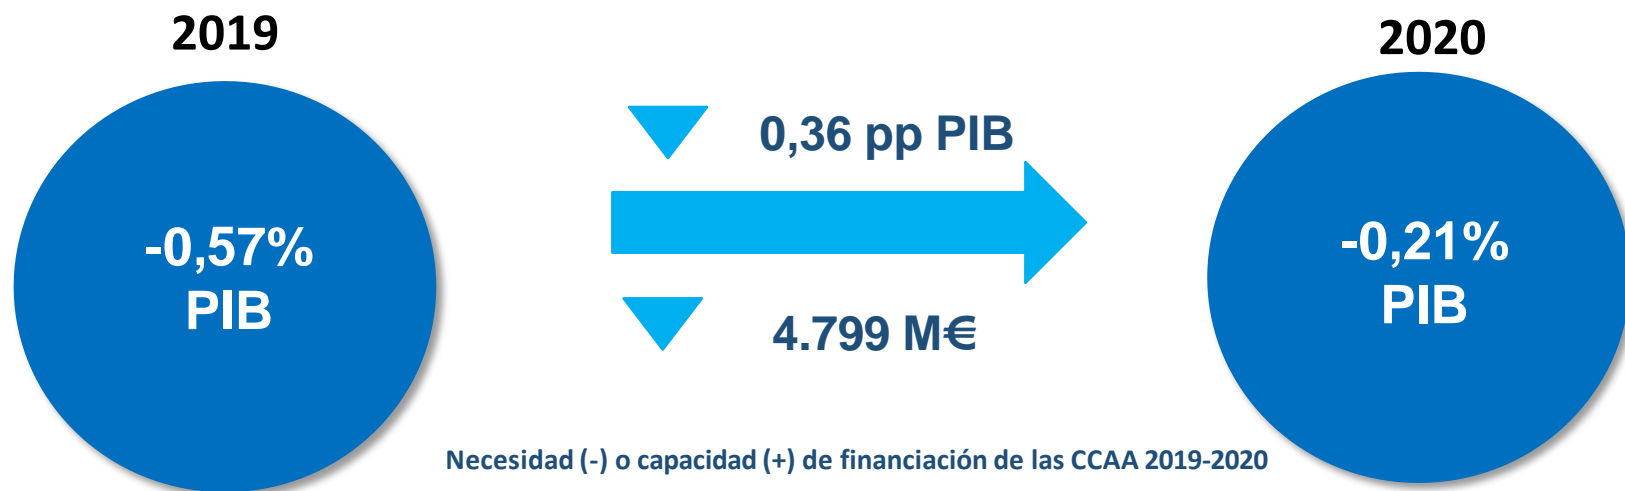 2019
2020
0,36 pp PIB
-0,57%
PIB
-0,21%
PIB
4.799 M€
Necesidad (-) o capacidad (+) de financiación de las CCAA 2019-2020